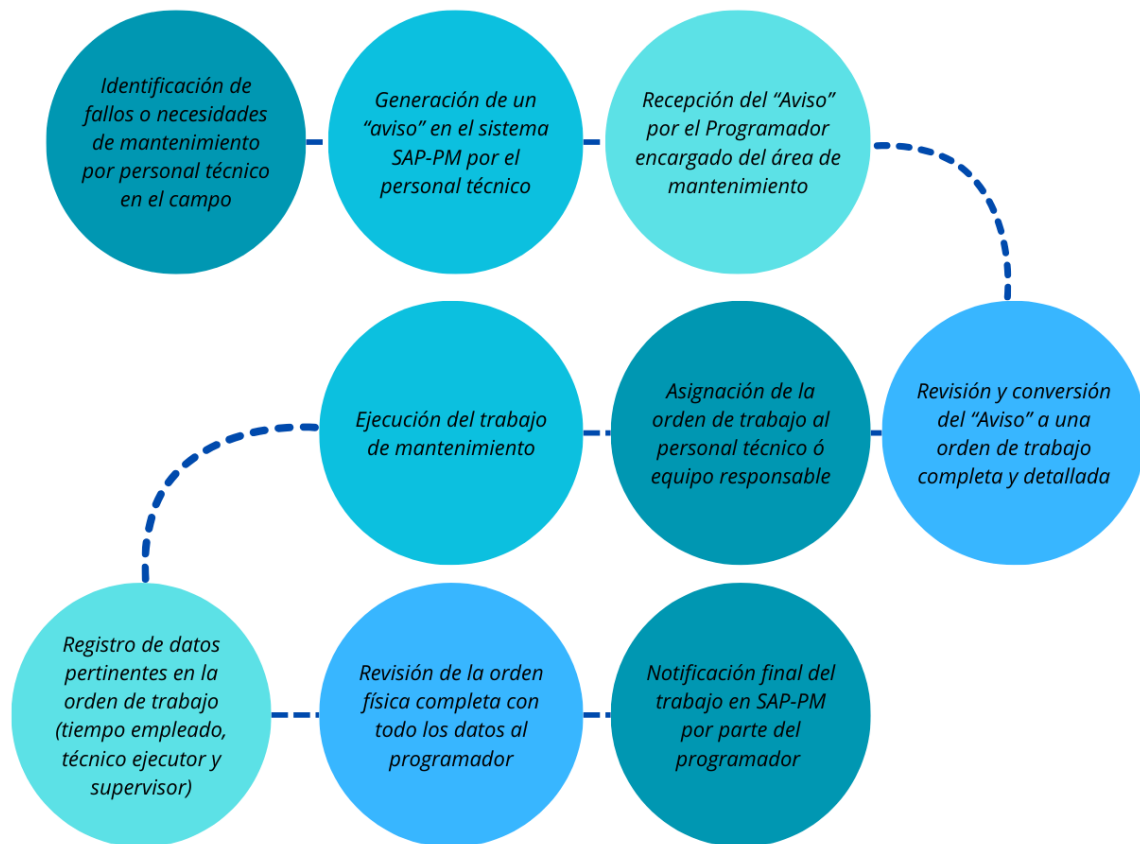 Identificación de
fallos o necesidades
de mantenimiento
por personal técnico
en el campo
Generación de un
“aviso” en el sistema
SAP-PM por el
personal técnico
Recepción del “Aviso”
por el Programador
encargado del área de
mantenimiento
Revisión y conversión
del “Aviso” a una
orden de trabajo
completa y detallada
Asignación de la
orden de trabajo al
personal técnico ó
equipo responsable
Ejecución del trabajo
de mantenimiento
Registro de datos
pertinentes en la
orden de trabajo
(tiempo empleado,
técnico ejecutor y
supervisor)
Revisión de la orden
física completa con
todo los datos al
programador
Notificación final del
trabajo en SAP-PM
por parte del
programador